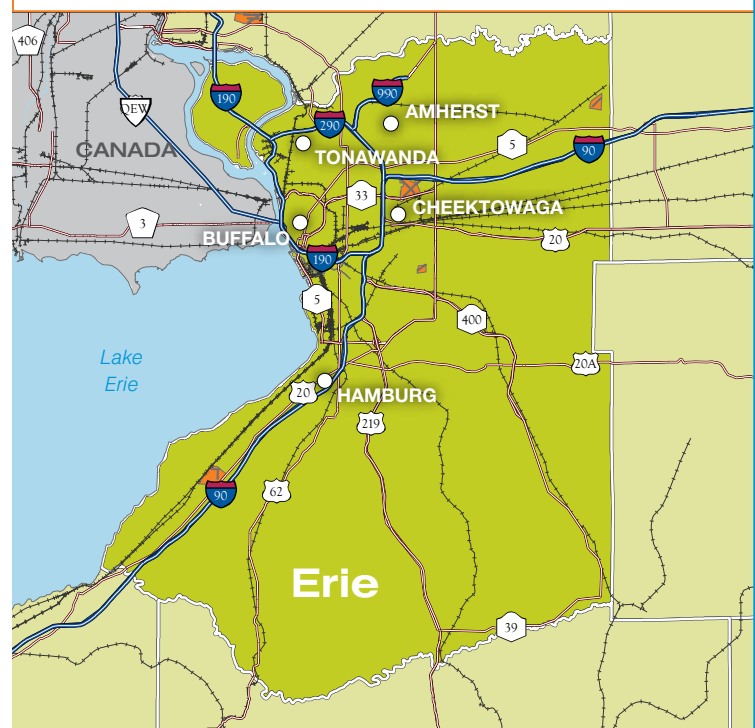 406
190
990
AMHERST
QEW
290
5
90
CANADA
TONAWANDA
33
CHEEKTOWAGA
3
BUFFALO
20
190
5
400
Lake
Erie
20A
20
HAMBURG
219
90
62
Erie
39